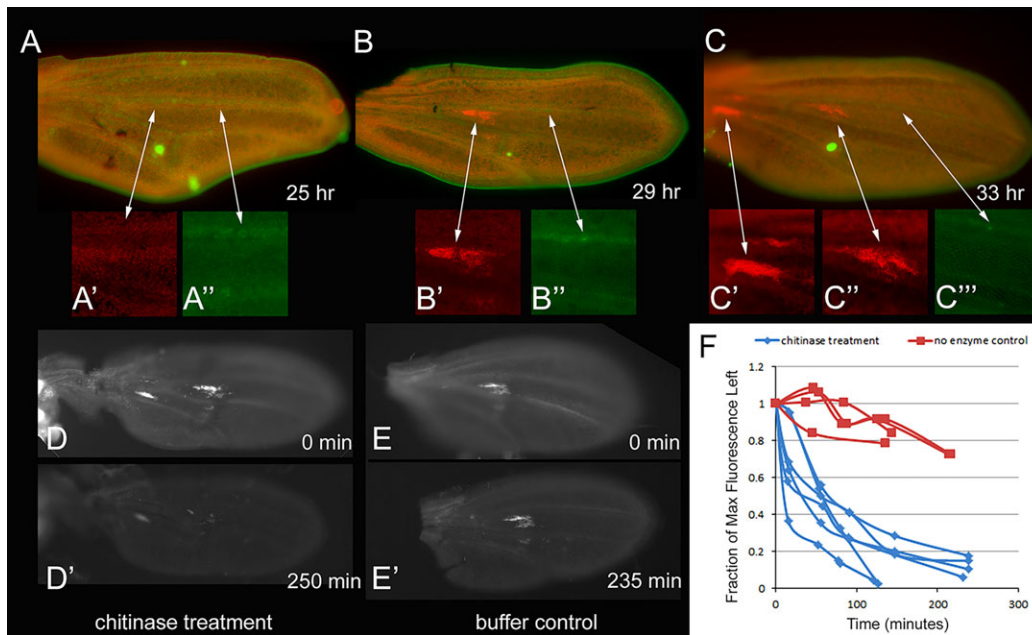 A
B
C
25 hr
29 hr
33 hr
A'
A''
B'
B''
C'
C''
C'''
D
0 min
E
0 min
D'
250 min
E'
235 min
chitinase treatment
buffer control
F
chitinase treatment
no enzyme control
Fraction of Max Fluorescence Left
1.2
1
0.8
0.6
0.4
0.2
0
0
100
200
300
Time (minutes)